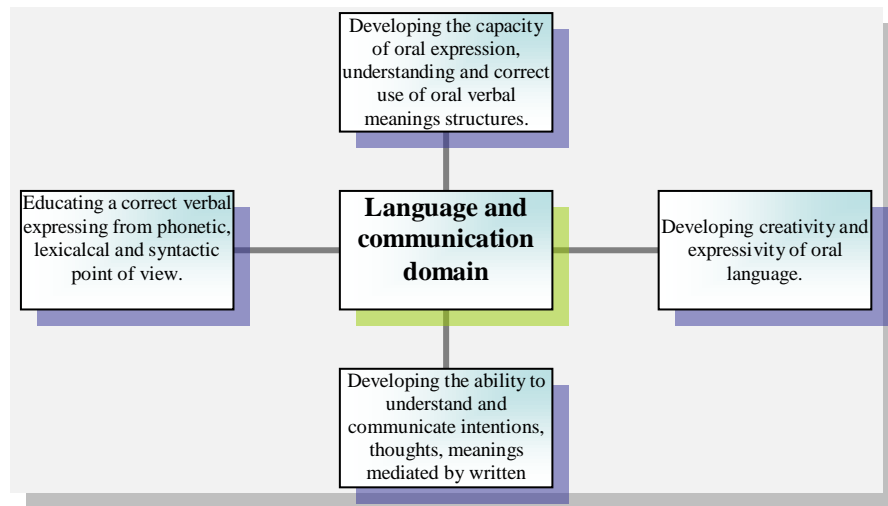 Developing the capacity
of oral expression,
understanding and correct
use of oral verbal
meanings structures.
Educating a correct verbal
expressing from phonetic,
lexicalcal and syntactic
point of view.
Language and
communication
domain
Developing creativity and
expressivity of oral
language.
Developing the ability to
understand and
communicate intentions,
thoughts, meanings
mediated by written